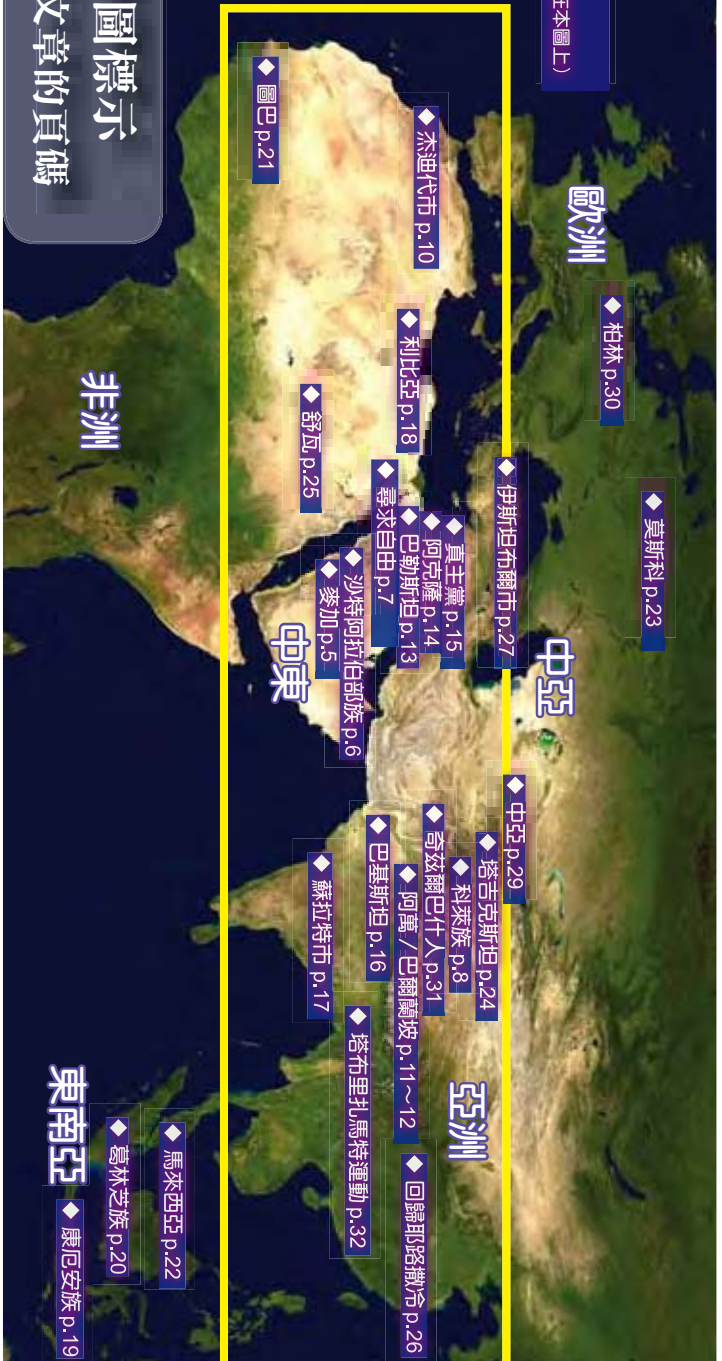 在本圖上）
圖標示
文章的頁碼
歐洲
◆ 柏林 p.30
◆ 莫斯科 p.23
◆ 圖巴 p.21
◆ 杰迪代市 p.10
◆ 利比亞 p.18
◆ 舒瓦 p.25
非洲
◆ 伊斯坦布爾市 p.27
◆ 真主黨 p.15
◆ 阿克薩 p.14
◆ 巴勒斯坦 p.13
◆ 尋求自由 p.7
◆ 沙特阿拉伯部族 p.6
◆ 麥加 p.5
中東
中亞
◆ 中亞 p.29
◆ 塔吉克斯坦 p.24
◆ 科萊族 p.8
◆ 奇茲爾巴什人 p.31
◆ 阿萬 / 巴爾蘭坡 p.11～12
◆ 巴基斯坦 p.16
◆ 蘇拉特市 p.17
亞洲
◆ 回歸耶路撒冷 p.26
◆ 塔布里扎馬特運動 p.32
東南亞
◆ 馬來西亞 p.22
◆ 葛林芝族 p.20
◆ 康厄安族 p.19